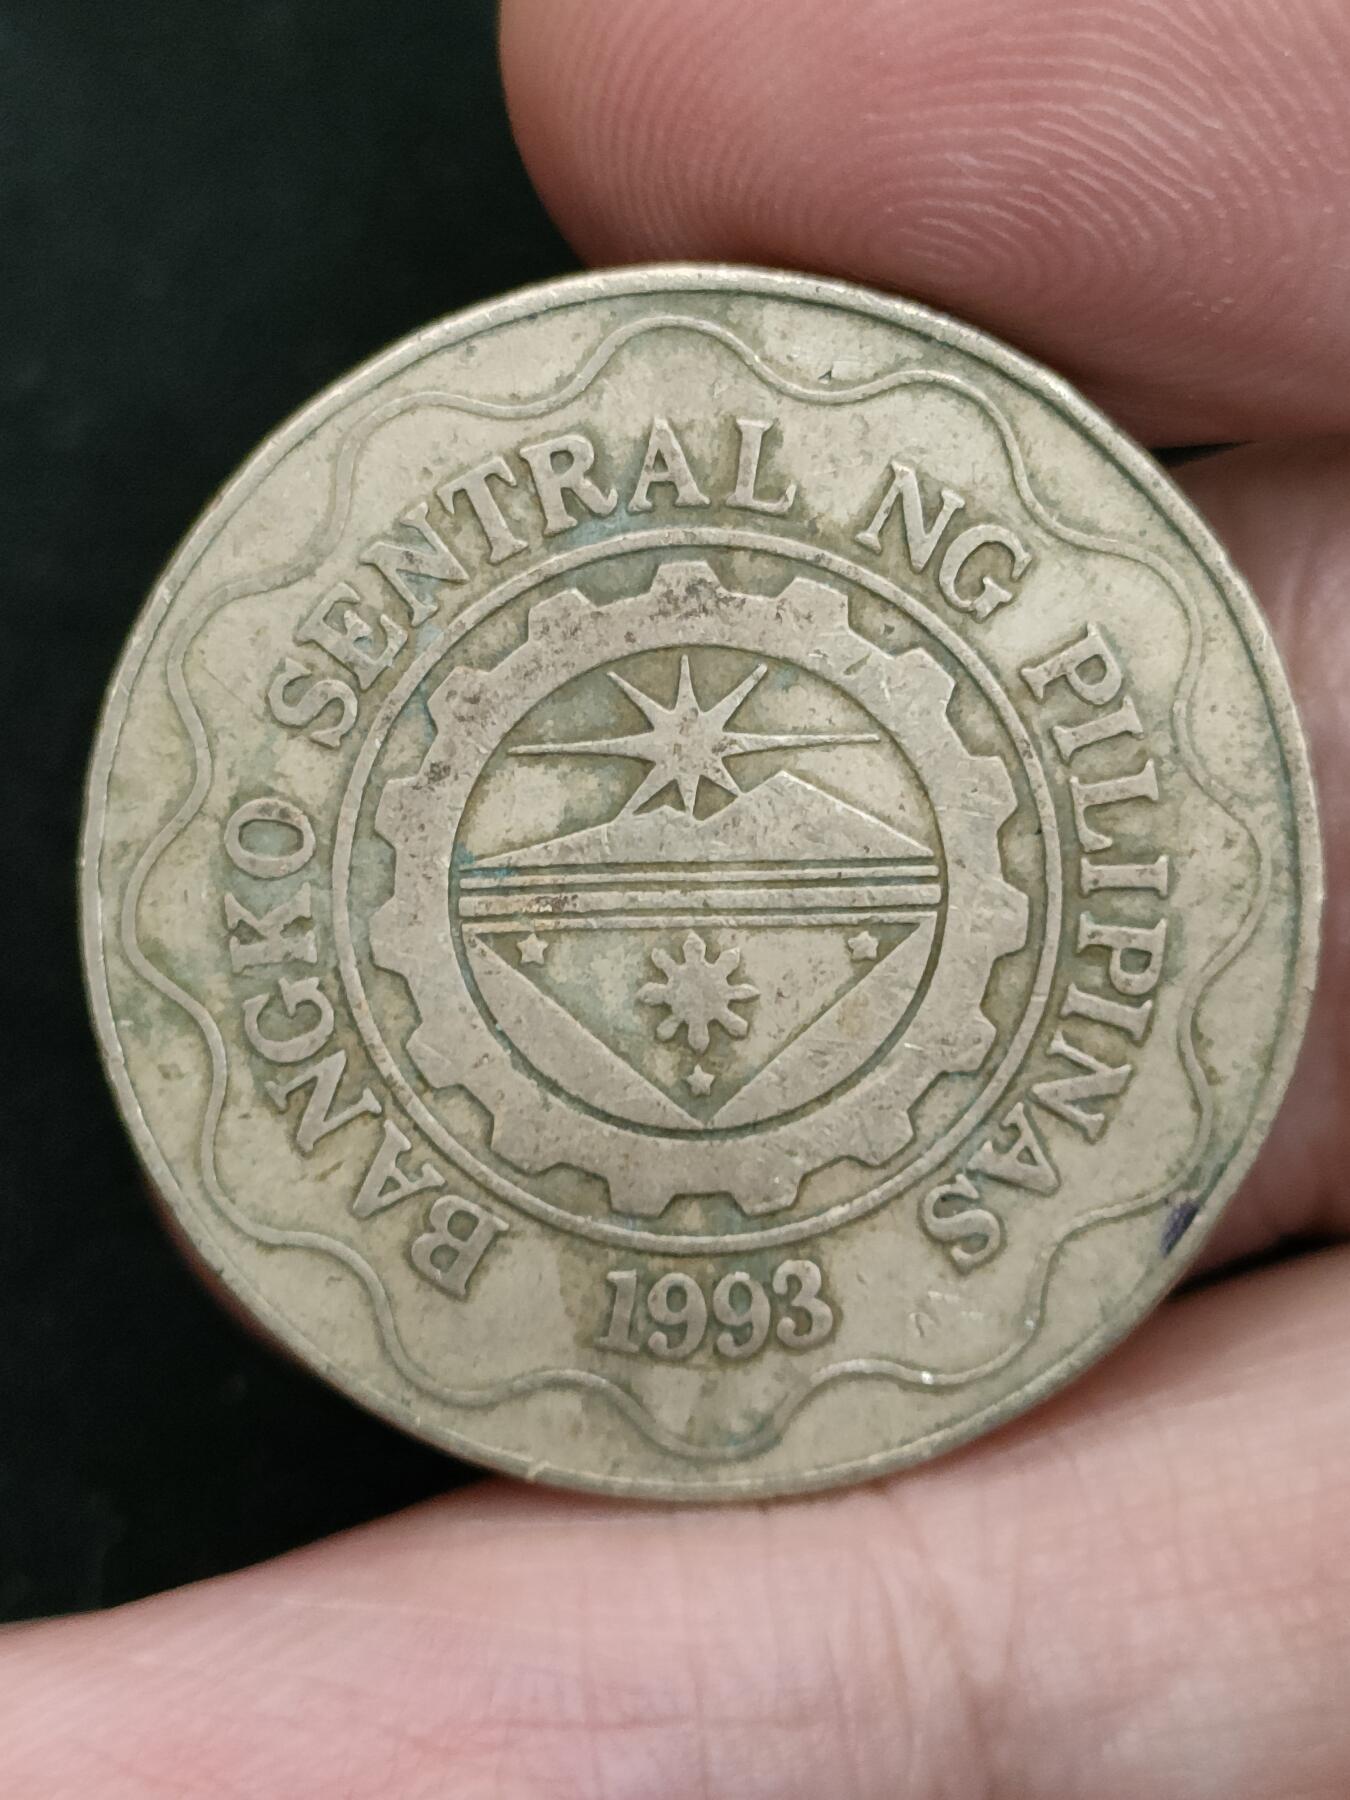 BANGKO SENTRAL NG PILIPINAS
1993